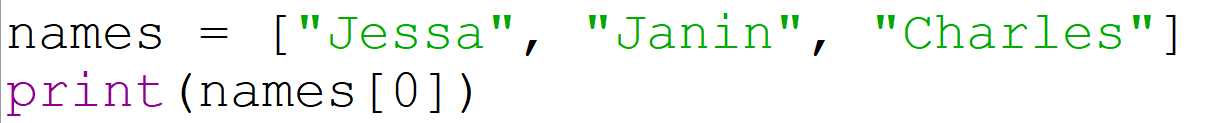 names = ["Jessa", "Janin", "Charles"]
print(names[0])